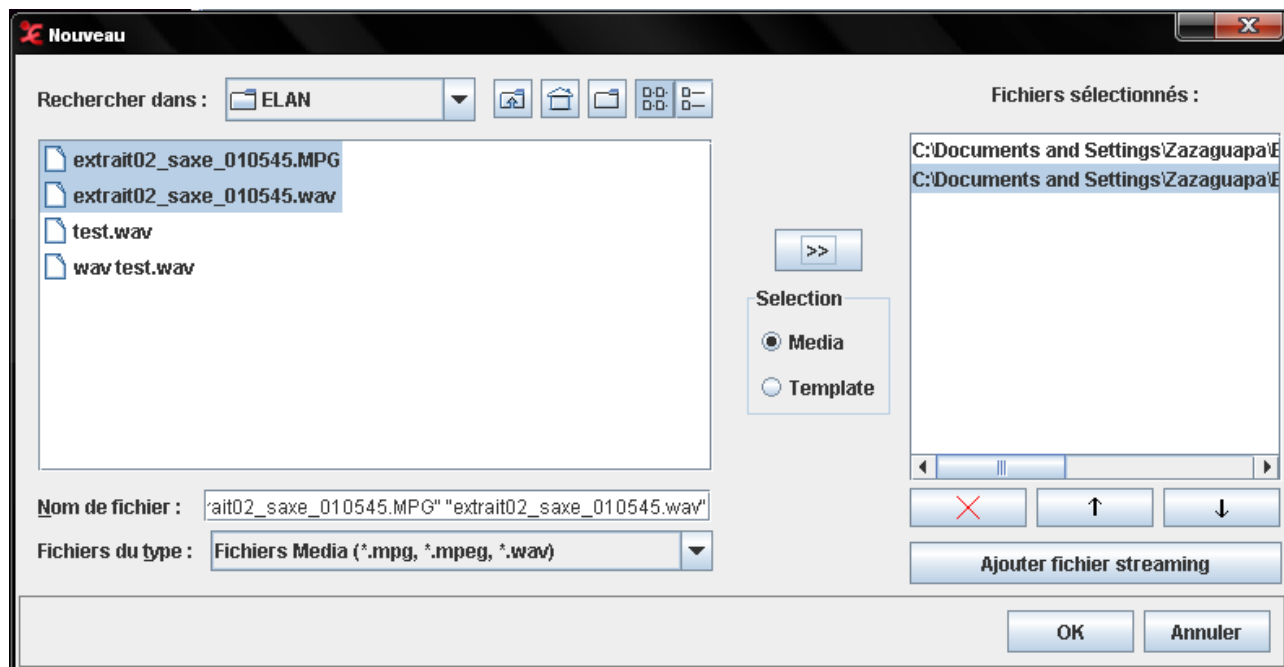 Nouveau
Rechercher dans :
ELAN
Fichiers sélectionnés :
extrait02_saxe_010545.MPG
extrait02_saxe_010545.wav
test.wav
wav test.wav
C:\Documents and Settings\Zazaguapa\E
C:\Documents and Settings\Zazaguapa\E
>>
Selection
Media
Template
Nom de fichier :
rait02_saxe_010545.MPG" "extrait02_saxe_010545.wav"
Fichiers du type :
Fichiers Media (*.mpg, *.mpeg, *.wav)
Ajouter fichier streaming
OK
Annuler